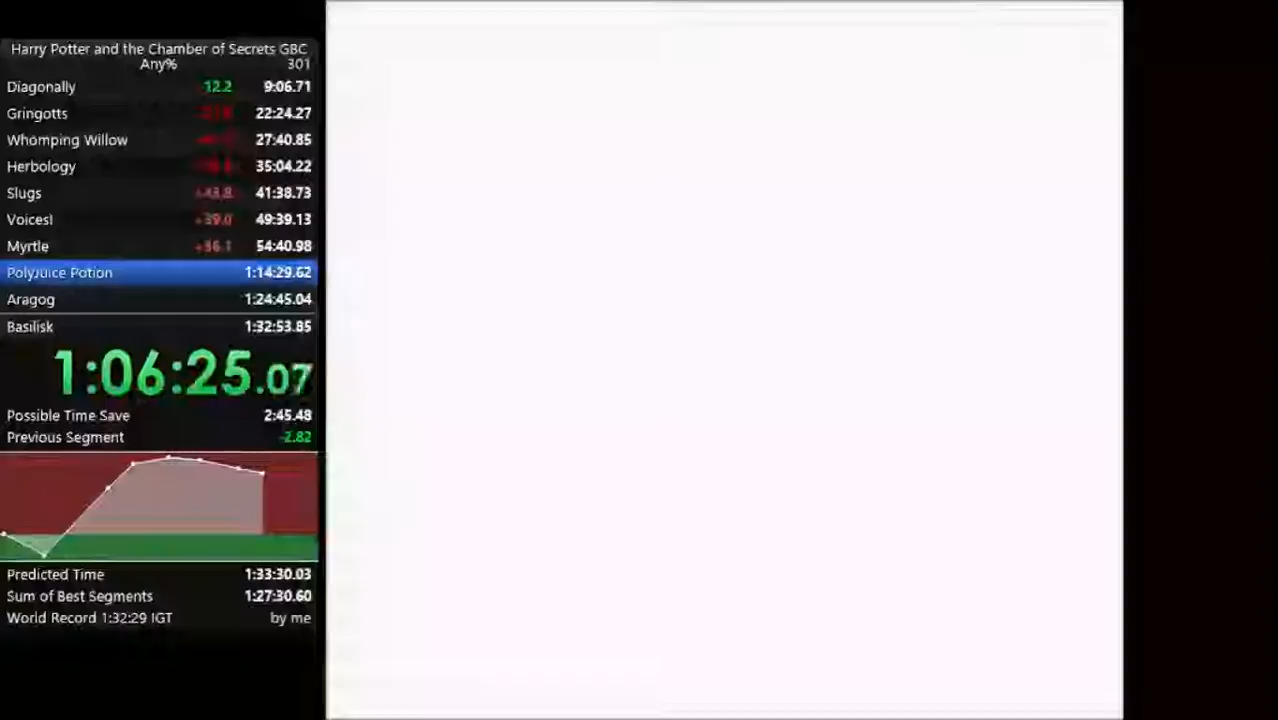 Harry Potter and the Chamber of Secrets GBC
Any% 301
Diagonally 12.2 9:06.71
Gringotts 22:24.27
Whomping Willow 27:40.85
Herbology 35:04.22
Slugs +43.8 41:38.73
Voices! +39.0 49:39.13
Myrtle +36.1 54:40.98
PolyJuice Potion 1:14:29.62
Aragog 1:24:45.04
Basilisk 1:32:53.85
1:06:25.07
Possible Time Save 2:45.48
Previous Segment -2.82
Predicted Time 1:33:30.03
Sum of Best Segments 1:27:30.60
World Record 1:32:29 IGT by me